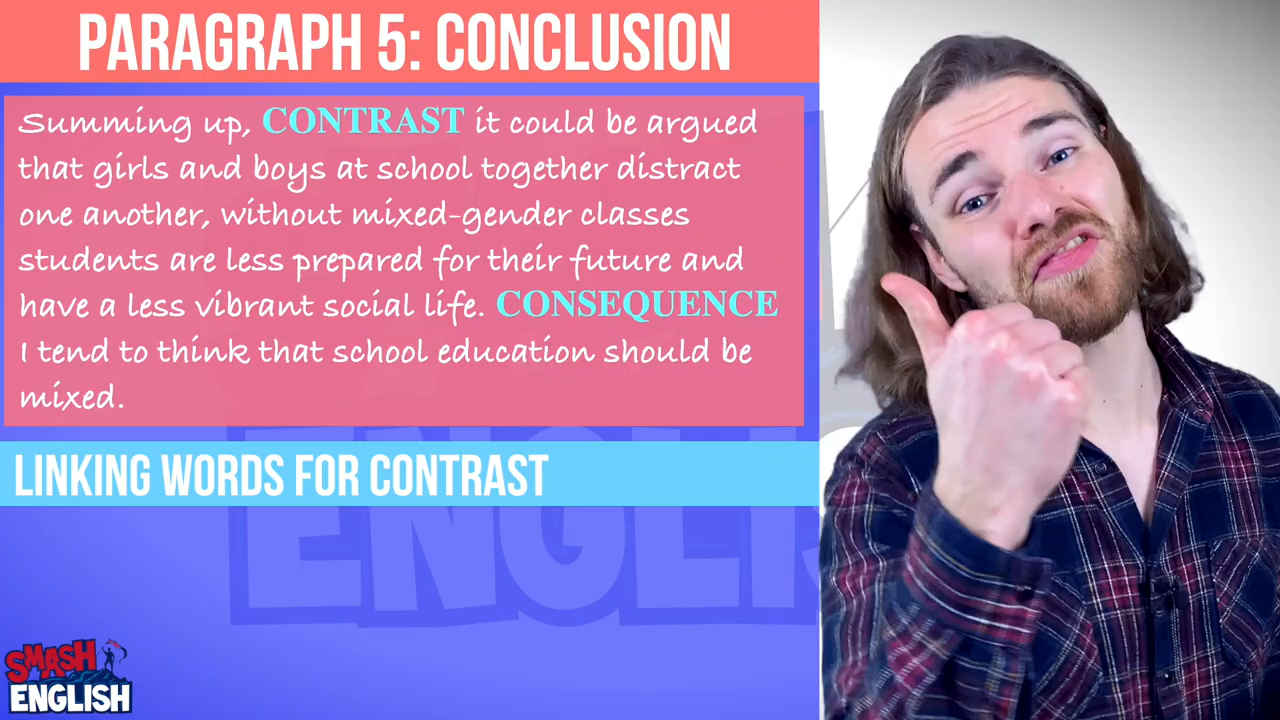 PARAGRAPH 5: CONCLUSION
Summing up, CONTRAST it could be argued
that girls and boys at school together distract
one another, without mixed-gender classes
students are less prepared for their future and
have a less vibrant social life. CONSEQUENCE
I tend to think that school education should be
mixed.
LINKING WORDS FOR CONTRAST
ENGLIS
SMASH
ENGLISH